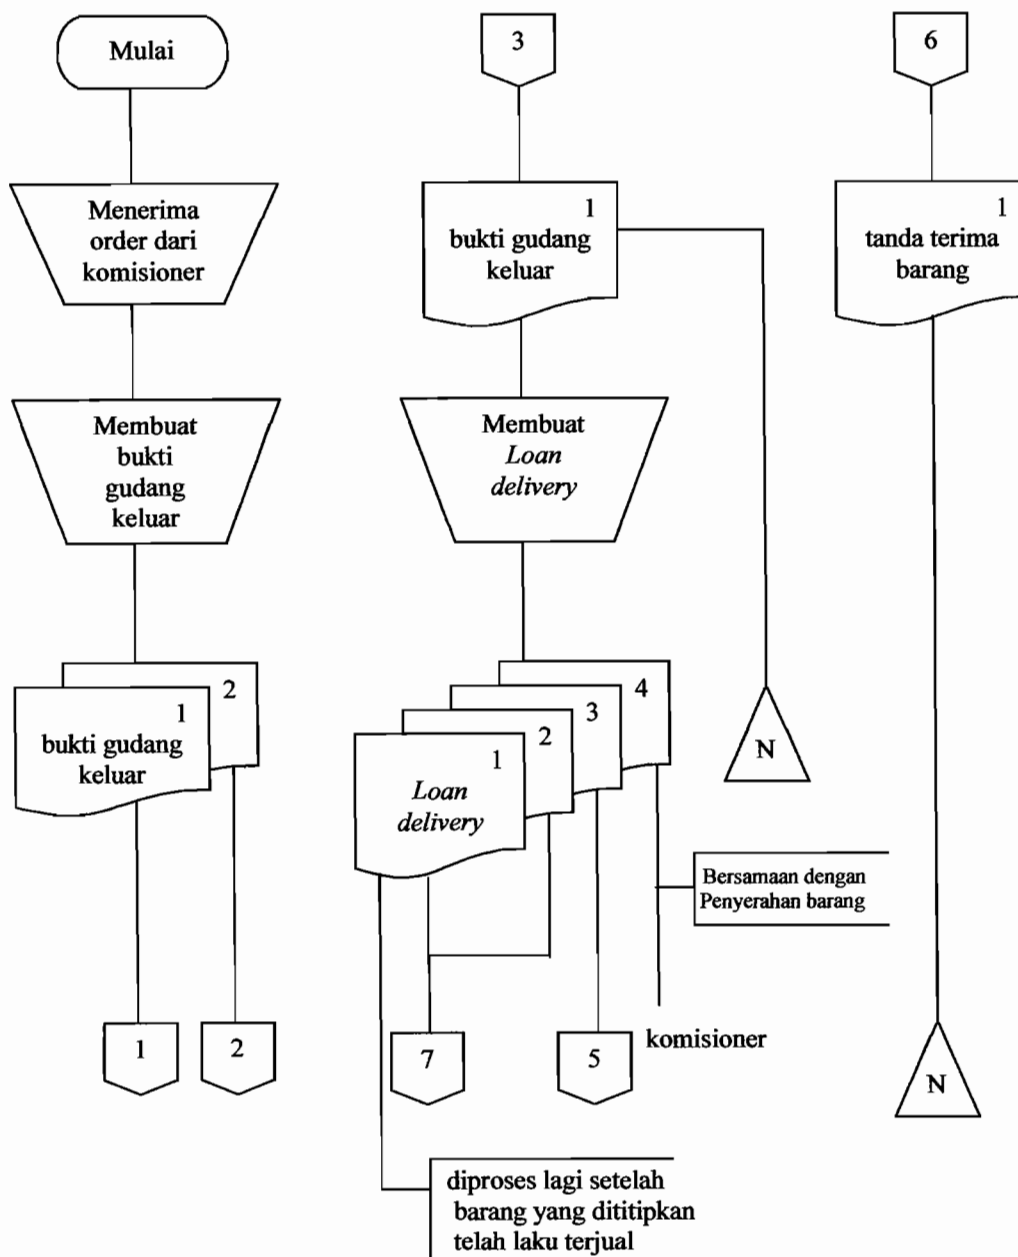 Mulai
Menerima
order dari
komisioner
Membuat
bukti
gudang
keluar
2
1
bukti gudang
keluar
1
2
3
1
bukti gudang
keluar
Membuat
Loan
delivery
4
3
2
1
Loan
delivery
N
Bersamaan dengan
Penyerahan barang
7
5
komisioner
diproses lagi setelah
barang yang dititipkan
telah laku terjual
6
1
tanda terima
barang
N